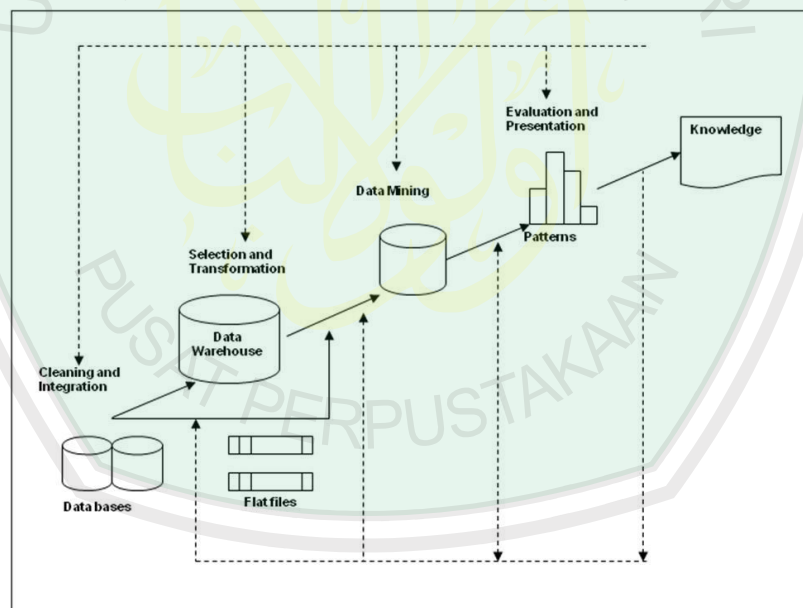 Evaluation and
Presentation
Knowledge
Data Mining
Patterns
Selection and
Transformation
Data
Warehouse
Cleaning and
Integration
Data bases
Flat files
PUSAT PERPUSTAKAAN